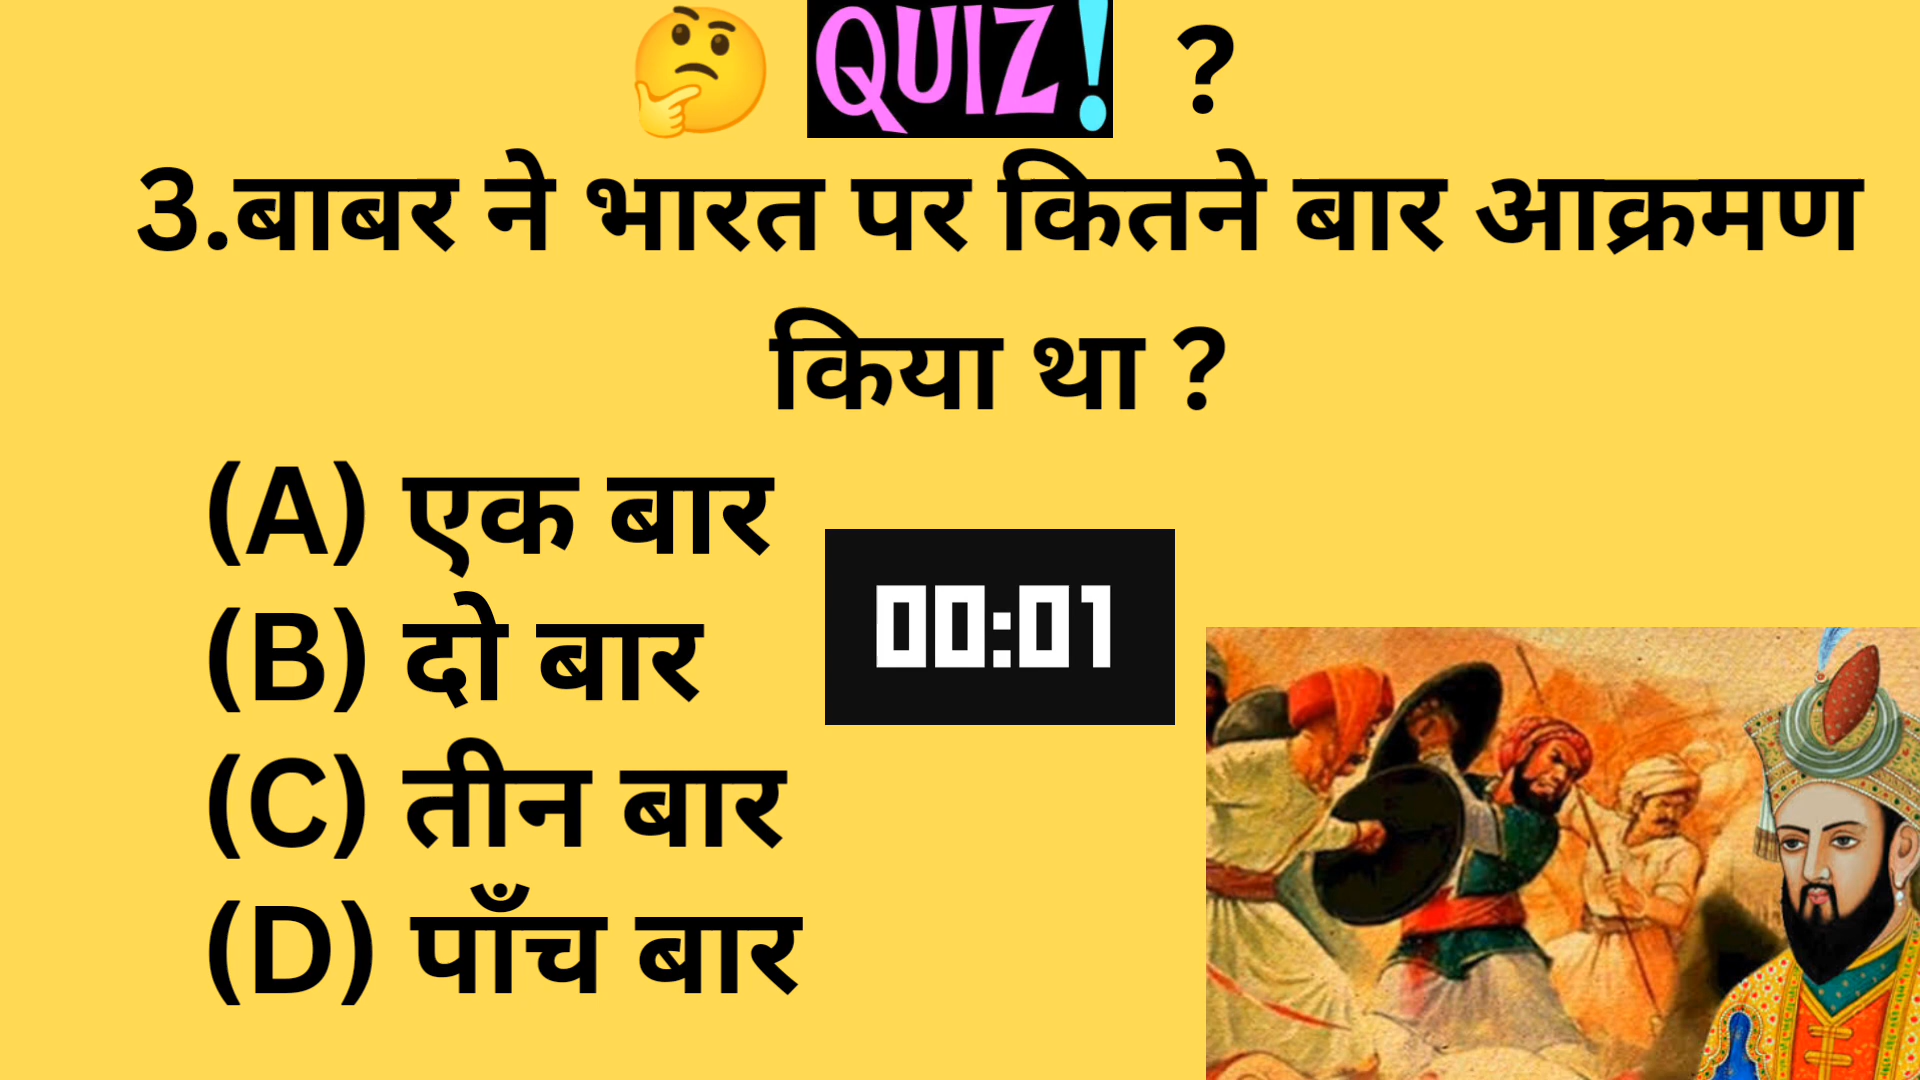 QUIZ! ?
3.बाबर ने भारत पर कितने बार आक्रमण
किया था ?
(A) एक बार
(B) दो बार
(C) तीन बार
(D) पाँच बार
00:01